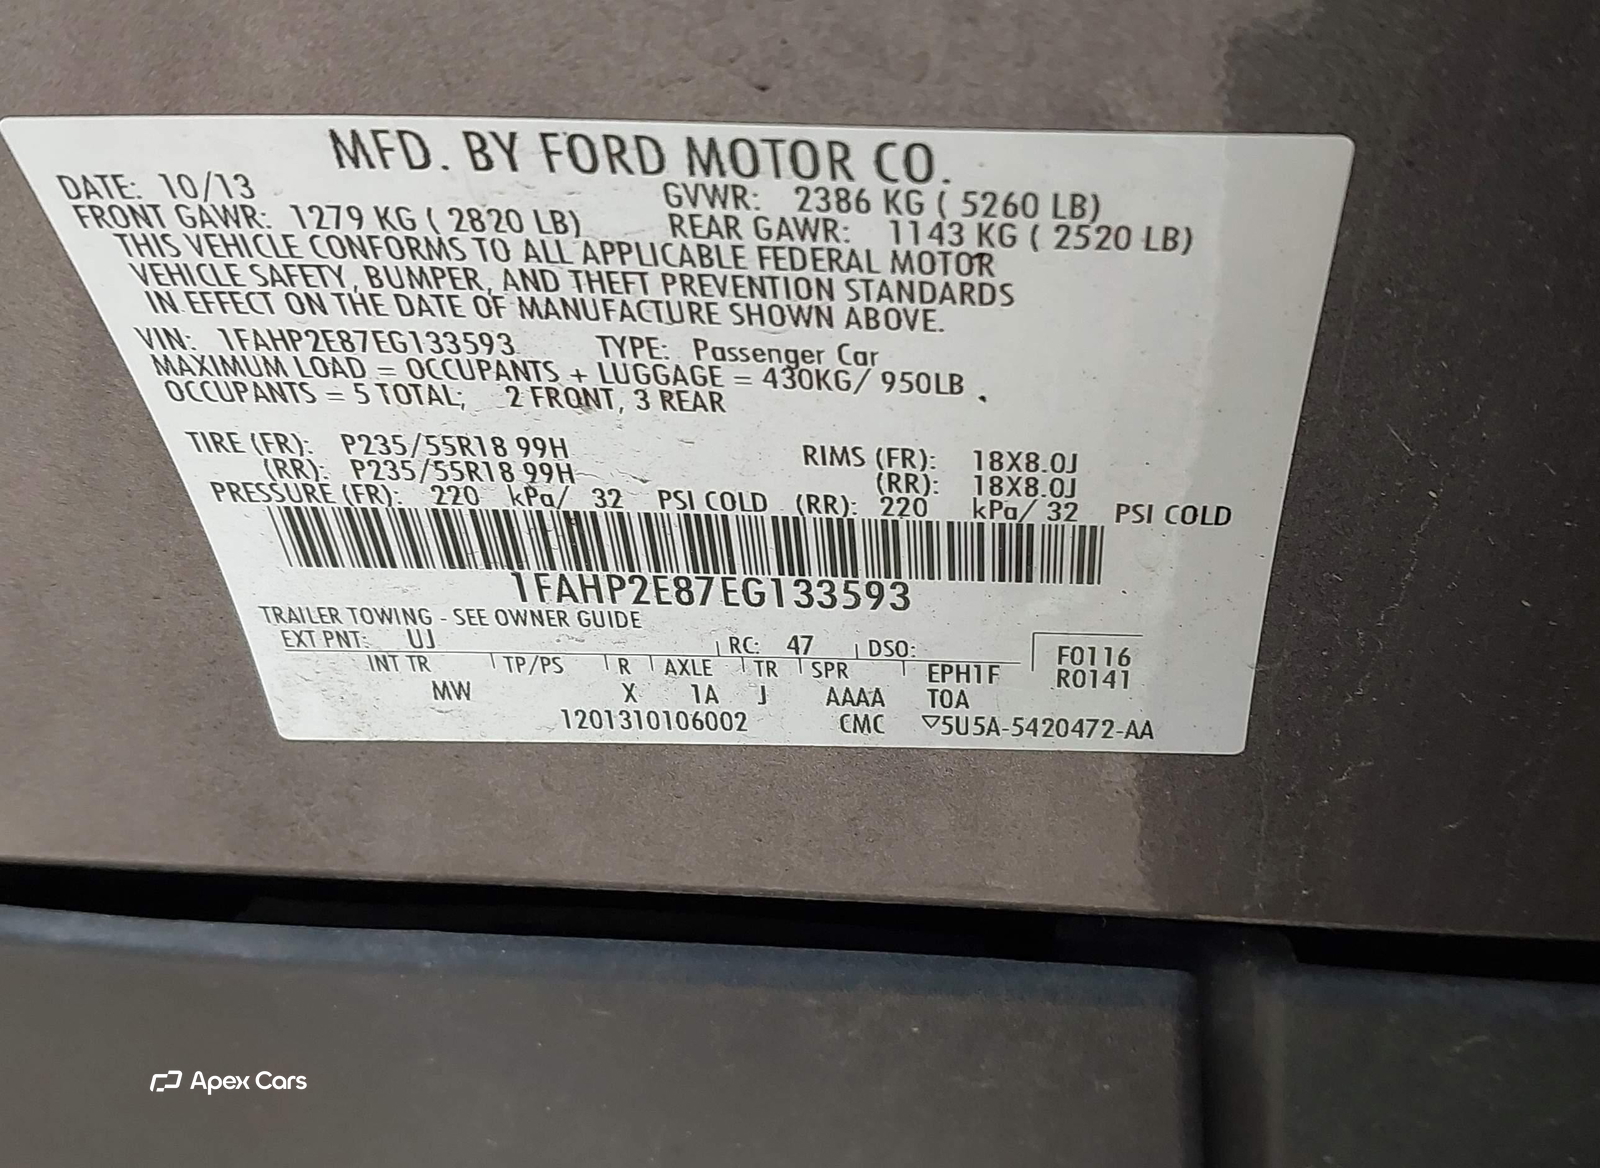 MFD. BY FORD MOTOR CO.
DATE: 10/13 GVWR: 2386 KG ( 5260 LB)
FRONT GAWR: 1279 KG ( 2820 LB) REAR GAWR: 1143 KG ( 2520 LB)
THIS VEHICLE CONFORMS TO ALL APPLICABLE FEDERAL MOTOR
VEHICLE SAFETY, BUMPER, AND THEFT PREVENTION STANDARDS
IN EFFECT ON THE DATE OF MANUFACTURE SHOWN ABOVE.
VIN: 1FAHP2E87EG133593 TYPE: Passenger Car
MAXIMUM LOAD = OCCUPANTS + LUGGAGE = 430KG/ 950LB
OCCUPANTS = 5 TOTAL; 2 FRONT, 3 REAR
TIRE (FR): P235/55R18 99H RIMS (FR): 18X8.0J
(RR): P235/55R18 99H (RR): 18X8.0J
PRESSURE (FR): 220 kPa/ 32 PSI COLD (RR): 220 kPa/ 32 PSI COLD
1FAHP2E87EG133593
TRAILER TOWING - SEE OWNER GUIDE
EXT PNT: UJ RC: 47 DSO: F0116
INT TR TP/PS R AXLE TR SPR EPH1F R0141
MW X 1A J AAAA T0A
1201310106002 CMC ▽5U5A-5420472-AA
Apex Cars